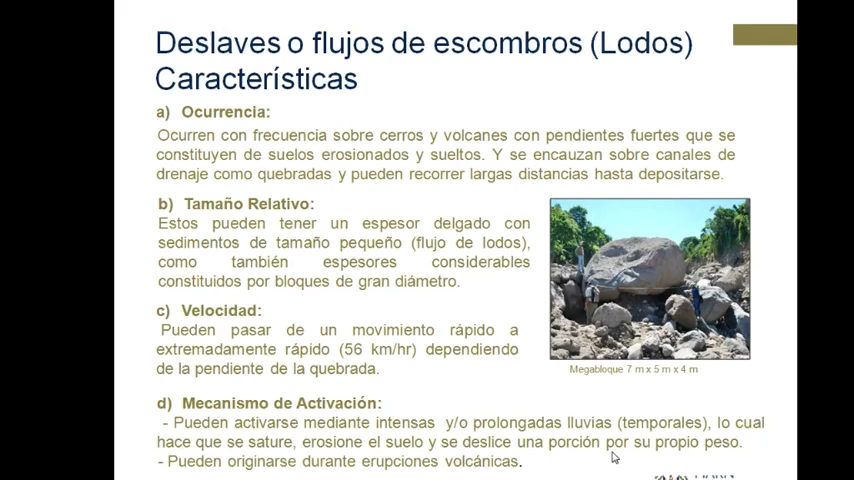 Deslaves o flujos de escombros (Lodos)
Características
a) Ocurrencia:
Ocurren con frecuencia sobre cerros y volcanes con pendientes fuertes que se
constituyen de suelos erosionados y sueltos. Y se encauzan sobre canales de
drenaje como quebradas y pueden recorrer largas distancias hasta depositarse.
b) Tamaño Relativo:
Estos pueden tener un espesor delgado con
sedimentos de tamaño pequeño (flujo de lodos),
como también espesores considerables
constituidos por bloques de gran diámetro.
c) Velocidad:
Pueden pasar de un movimiento rápido a
extremadamente rápido (56 km/hr) dependiendo
de la pendiente de la quebrada.
Megabloque 7 m x 5 m x 4 m
d) Mecanismo de Activación:
- Pueden activarse mediante intensas y/o prolongadas lluvias (temporales), lo cual
hace que se sature, erosione el suelo y se deslice una porción por su propio peso.
- Pueden originarse durante erupciones volcánicas.